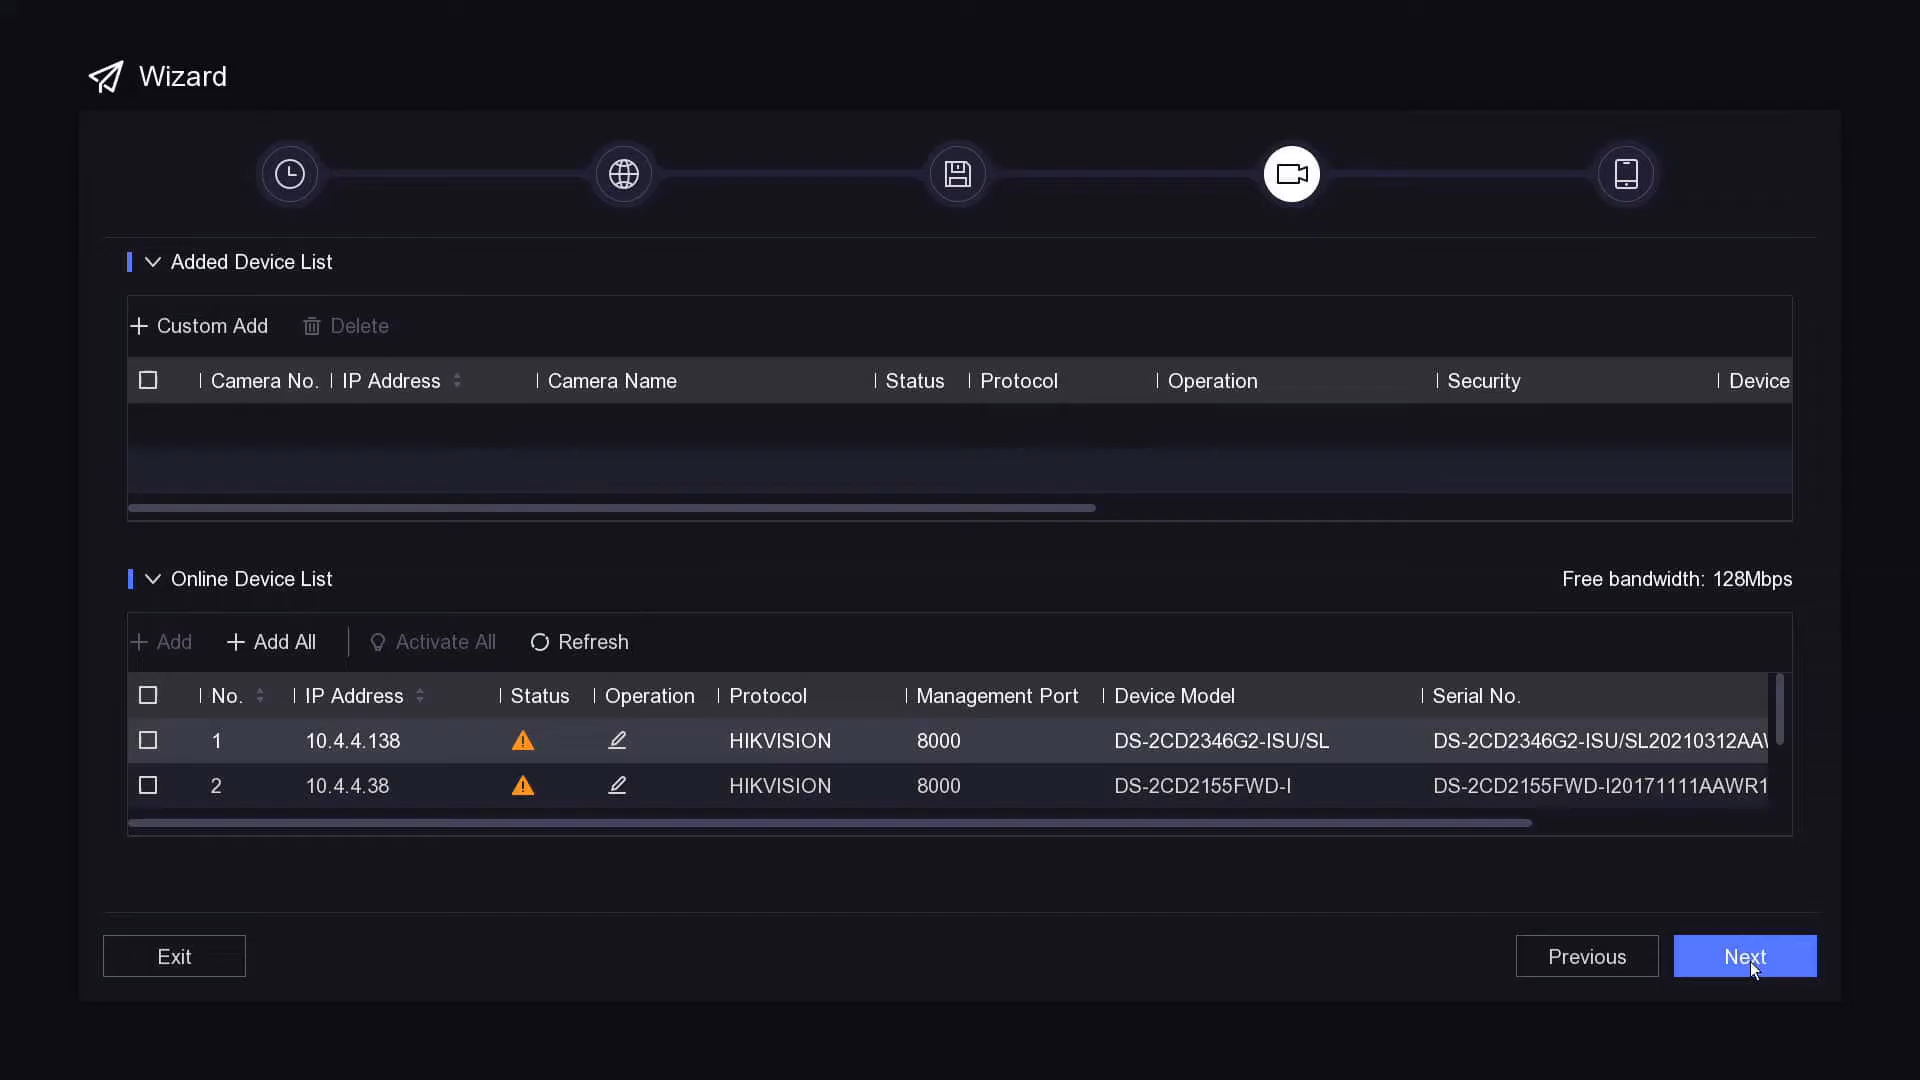 Wizard
Added Device List
Custom Add Delete
Camera No. IP Address Camera Name Status Protocol Operation Security Device
Online Device List Free bandwidth: 128Mbps
Add Add All Activate All Refresh
No. IP Address Status Operation Protocol Management Port Device Model Serial No.
1 10.4.4.138 HIKVISION 8000 DS-2CD2346G2-ISU/SL DS-2CD2346G2-ISU/SL20210312AA
2 10.4.4.38 HIKVISION 8000 DS-2CD2155FWD-I DS-2CD2155FWD-I20171111AAWR1
Exit Previous Next